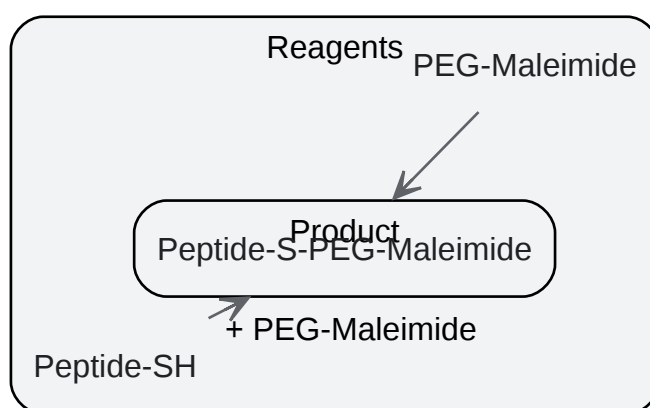 Reagents
PEG-Maleimide
Product
Peptide-S-PEG-Maleimide
+ PEG-Maleimide
Peptide-SH